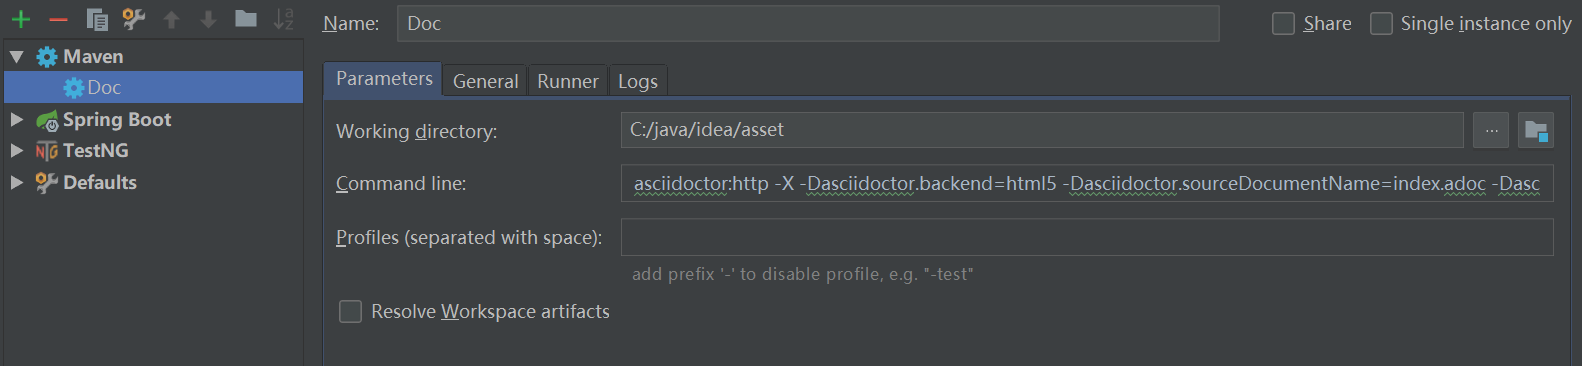 Name: Doc Share Single instance only
Maven
Doc
Spring Boot
TestNG
Defaults
Parameters General Runner Logs
Working directory: C:/java/idea/asset ...
Command line: asciidoctor:http -X -Dasciidoctor.backend=html5 -Dasciidoctor.sourceDocumentName=index.adoc -Dasc
Profiles (separated with space):
add prefix '-' to disable profile, e.g. "-test"
Resolve Workspace artifacts